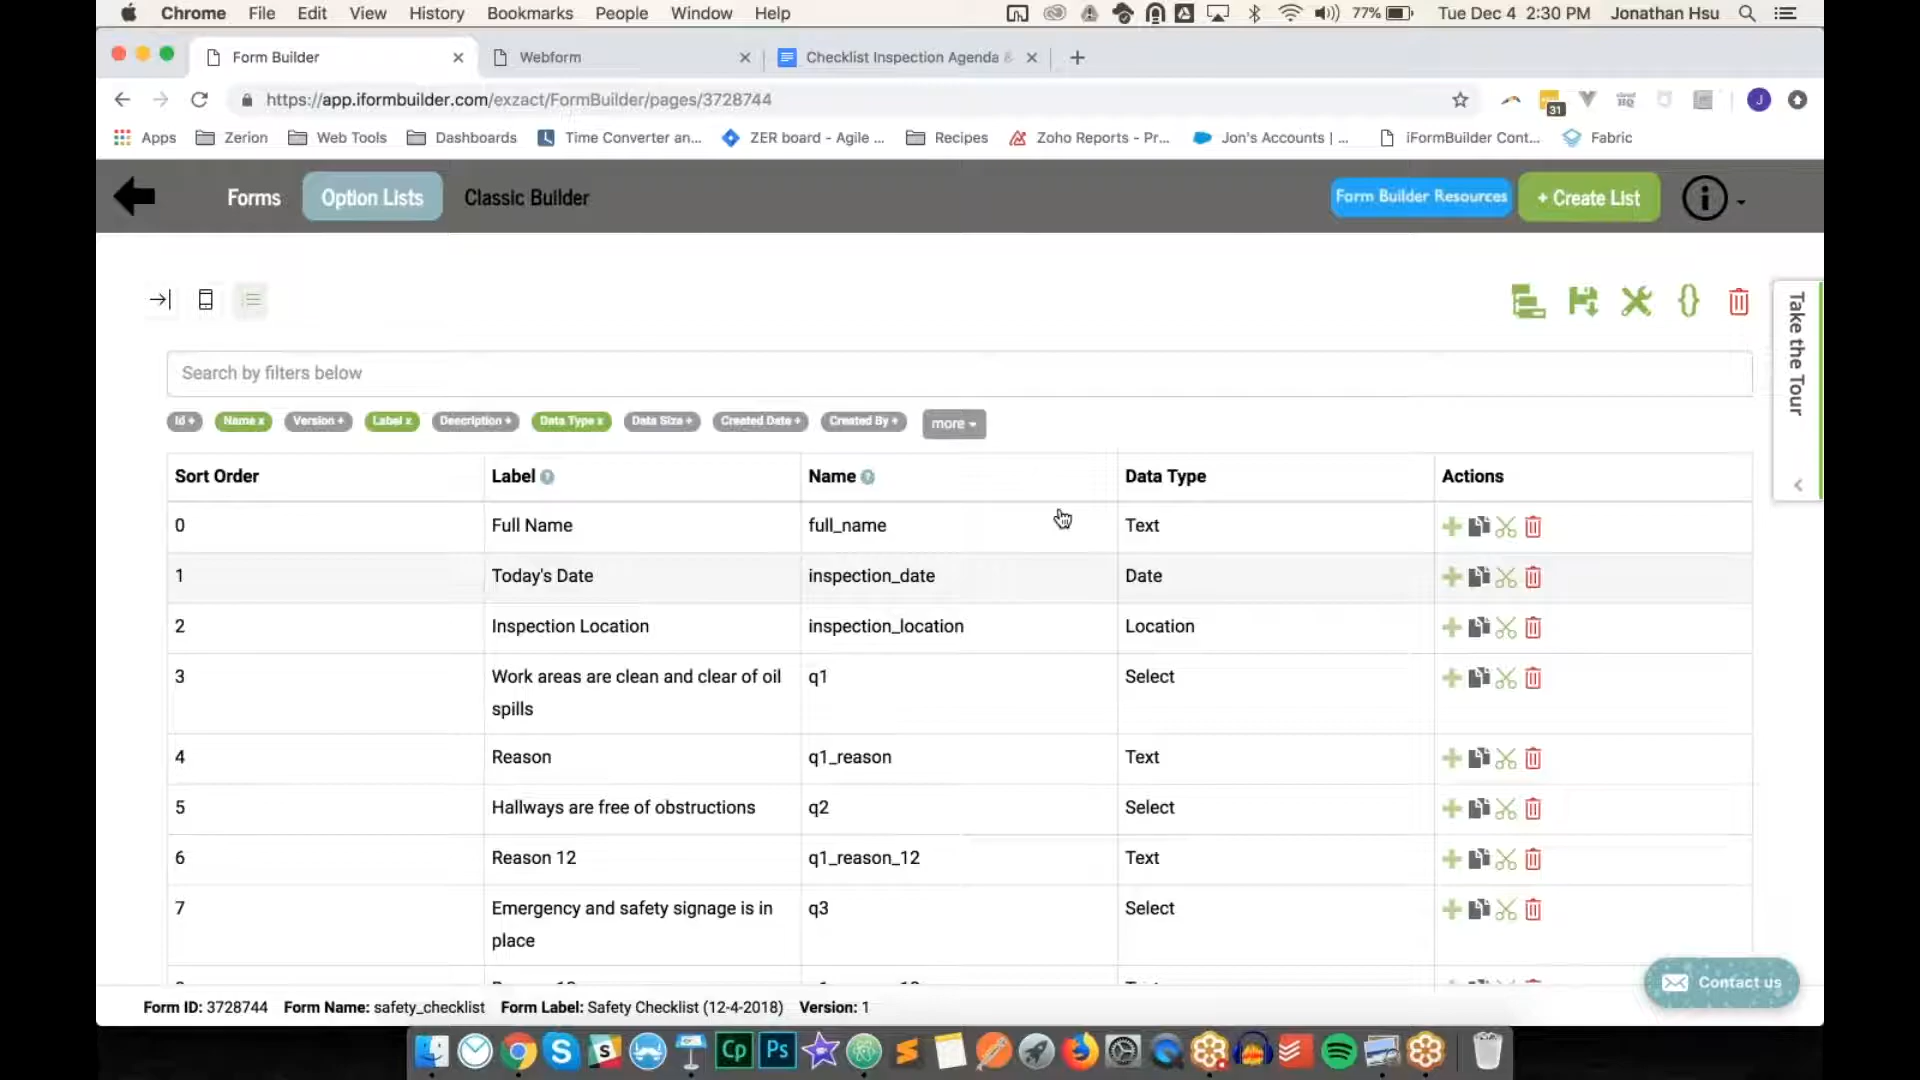 Chrome File Edit View History Bookmarks People Window Help 77% Tue Dec 4 2:30 PM Jonathan Hsu
Form Builder Webform Checklist Inspection Agenda
https://app.iformbuilder.com/exzact/FormBuilder/pages/3728744 31 J
Apps Zerion Web Tools Dashboards Time Converter an... ZER board - Agile ... Recipes Zoho Reports - Pr... Jon's Accounts | ... iFormBuilder Cont... Fabric
Forms Option Lists Classic Builder Form Builder Resources + Create List
Take the Tour
Search by filters below
Id + Name x Version + Label x Description + Data Type x Data Size + Created Date + Created By + more
Sort Order Label ? Name ? Data Type Actions
0 Full Name full_name Text
1 Today's Date inspection_date Date
2 Inspection Location inspection_location Location
3 Work areas are clean and clear of oil q1 Select
spills
4 Reason q1_reason Text
5 Hallways are free of obstructions q2 Select
6 Reason 12 q1_reason_12 Text
7 Emergency and safety signage is in q3 Select
place
Contact us
Form ID: 3728744 Form Name: safety_checklist Form Label: Safety Checklist (12-4-2018) Version: 1
Cp Ps